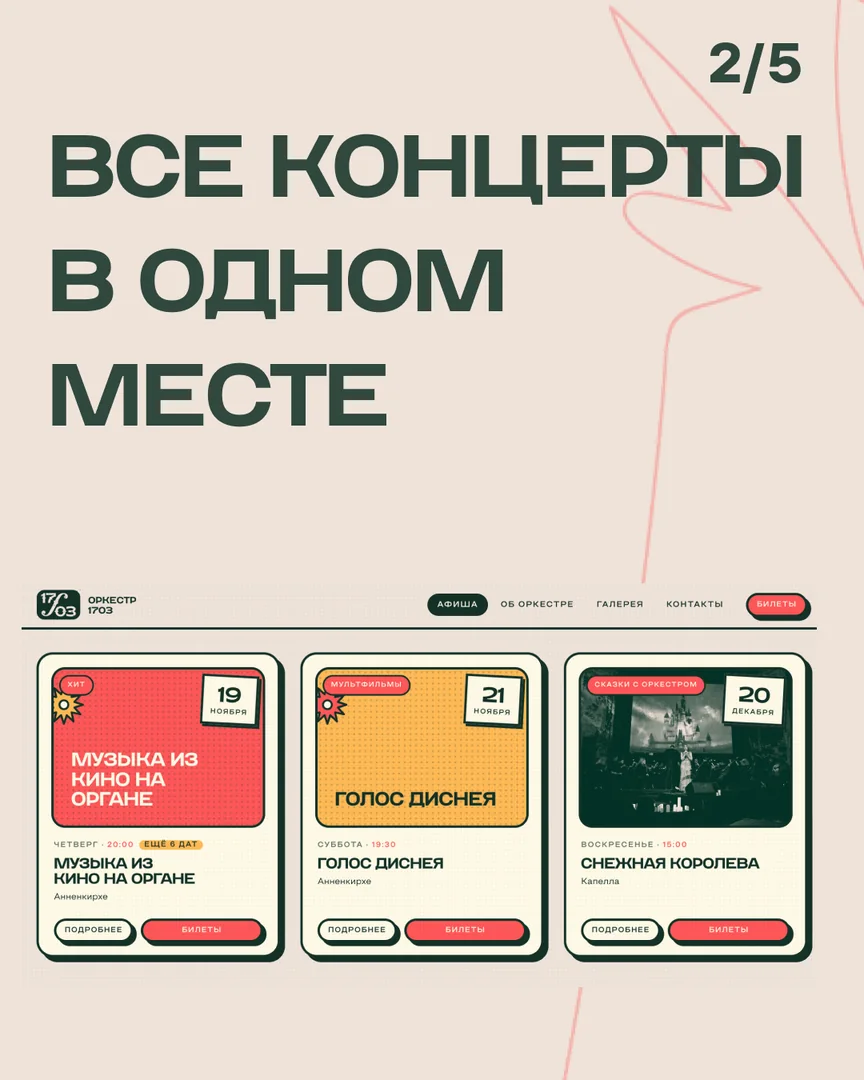 2/5
ВСЕ КОНЦЕРТЫ
В ОДНОМ
МЕСТЕ
1703
ОРКЕСТР
1703
АФИША
ОБ ОРКЕСТРЕ
ГАЛЕРЕЯ
КОНТАКТЫ
БИЛЕТЫ
КИТ
19
НОЯБРЯ
МУЗЫКА ИЗ
КИНО НА
ОРГАНЕ
ЧЕТВЕРГ · 20:00 ЕЩЁ 6 ДАТ
МУЗЫКА ИЗ
КИНО НА ОРГАНЕ
Анненкирхе
ПОДРОБНЕЕ
БИЛЕТЫ
МУЛЬТФИЛЬМЫ
21
НОЯБРЯ
ГОЛОС ДИСНЕЯ
СУББОТА · 19:30
ГОЛОС ДИСНЕЯ
Анненкирхе
ПОДРОБНЕЕ
БИЛЕТЫ
СКАЗКИ С ОРКЕСТРОМ
20
ДЕКАБРЯ
ВОСКРЕСЕНЬЕ · 15:00
СНЕЖНАЯ КОРОЛЕВА
Капелла
ПОДРОБНЕЕ
БИЛЕТЫ